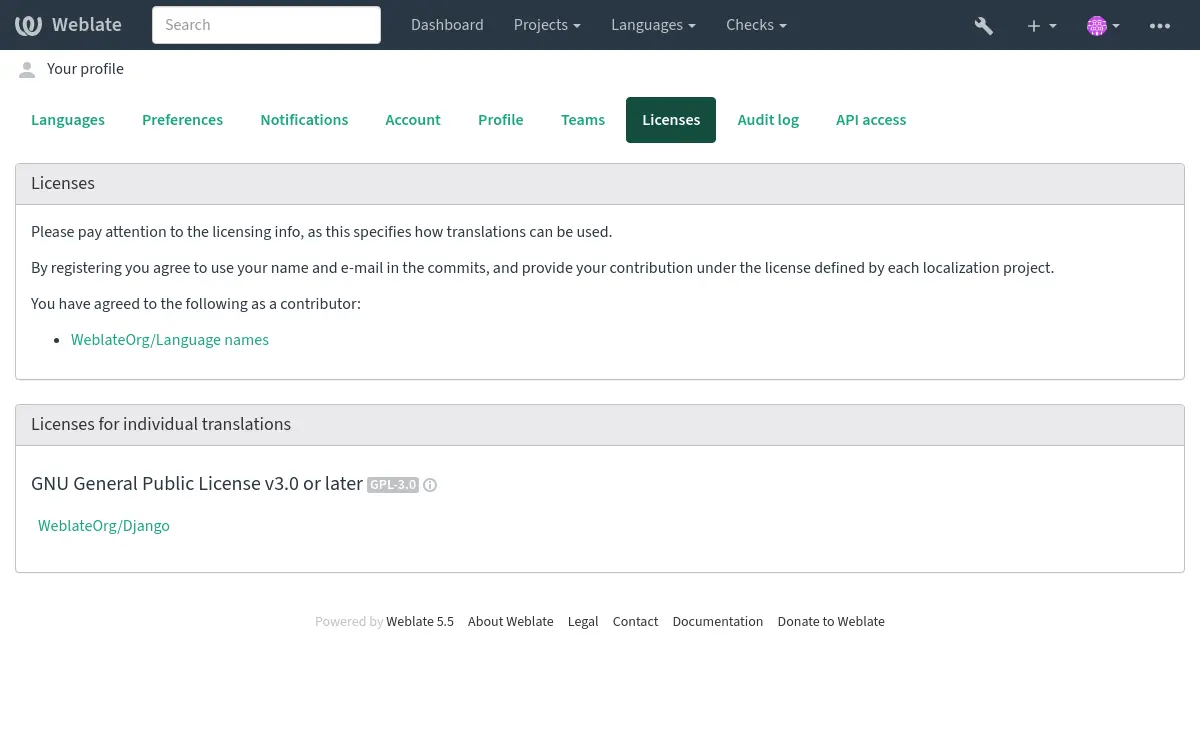 Weblate
Search
Dashboard
Projects
Languages
Checks
Your profile
Languages
Preferences
Notifications
Account
Profile
Teams
Licenses
Audit log
API access
Licenses
Please pay attention to the licensing info, as this specifies how translations can be used.
By registering you agree to use your name and e-mail in the commits, and provide your contribution under the license defined by each localization project.
You have agreed to the following as a contributor:
WeblateOrg/Language names
Licenses for individual translations
GNU General Public License v3.0 or later GPL-3.0
WeblateOrg/Django
Powered by Weblate 5.5 About Weblate Legal Contact Documentation Donate to Weblate